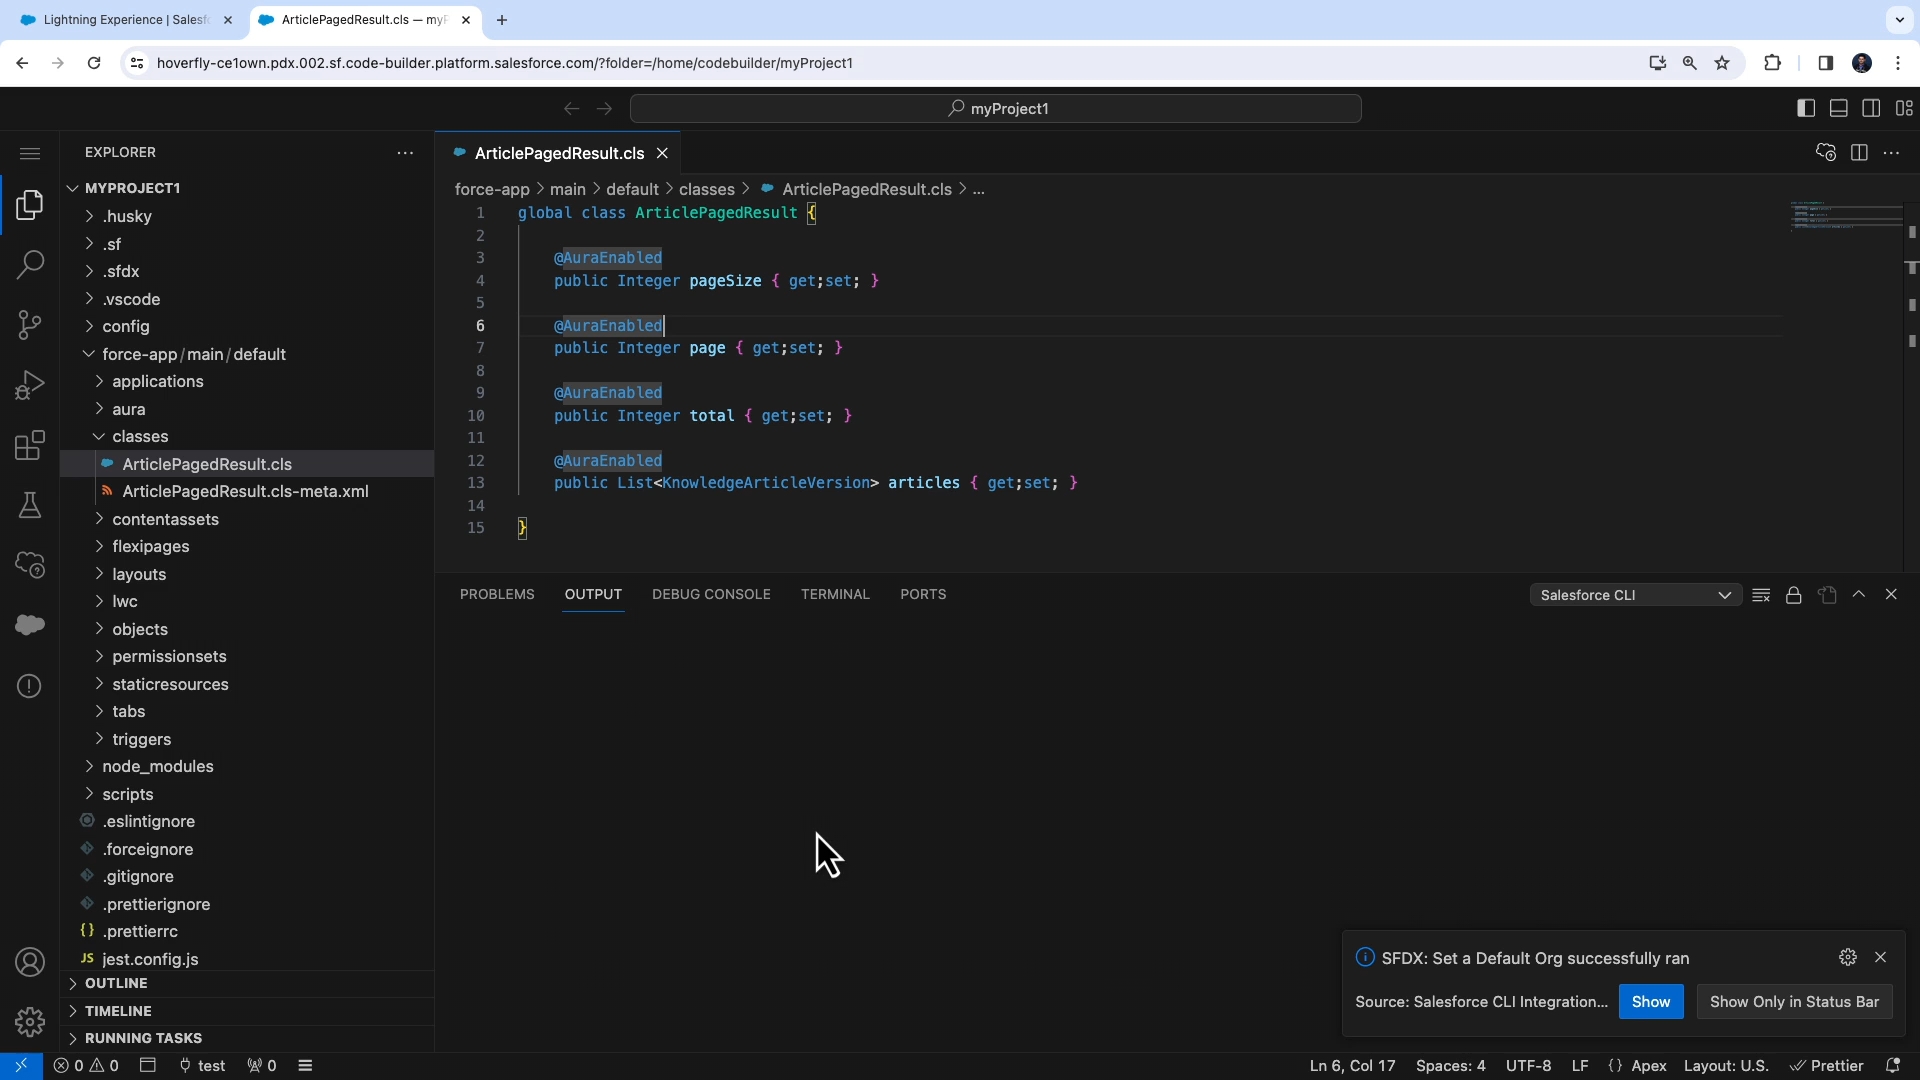 Lightning Experience | Salesf
ArticlePagedResult.cls — myP
hoverfly-ce1own.pdx.002.sf.code-builder.platform.salesforce.com/?folder=/home/codebuilder/myProject1
myProject1
EXPLORER
ArticlePagedResult.cls
MYPROJECT1
.husky
.sf
.sfdx
.vscode
config
force-app/main/default
applications
aura
classes
ArticlePagedResult.cls
ArticlePagedResult.cls-meta.xml
contentassets
flexipages
layouts
lwc
objects
permissionsets
staticresources
tabs
triggers
node_modules
scripts
.eslintignore
.forceignore
.gitignore
.prettierignore
{} .prettierrc
JS jest.config.js
OUTLINE
TIMELINE
RUNNING TASKS
force-app > main > default > classes > ArticlePagedResult.cls > ...
1 global class ArticlePagedResult {
2
3 @AuraEnabled
4 public Integer pageSize { get;set; }
5
6 @AuraEnabled
7 public Integer page { get;set; }
8
9 @AuraEnabled
10 public Integer total { get;set; }
11
12 @AuraEnabled
13 public List<KnowledgeArticleVersion> articles { get;set; }
14
15 }
PROBLEMS OUTPUT DEBUG CONSOLE TERMINAL PORTS
Salesforce CLI
SFDX: Set a Default Org successfully ran
Source: Salesforce CLI Integration... Show Show Only in Status Bar
0 0 test 0 Ln 6, Col 17 Spaces: 4 UTF-8 LF {} Apex Layout: U.S. Prettier